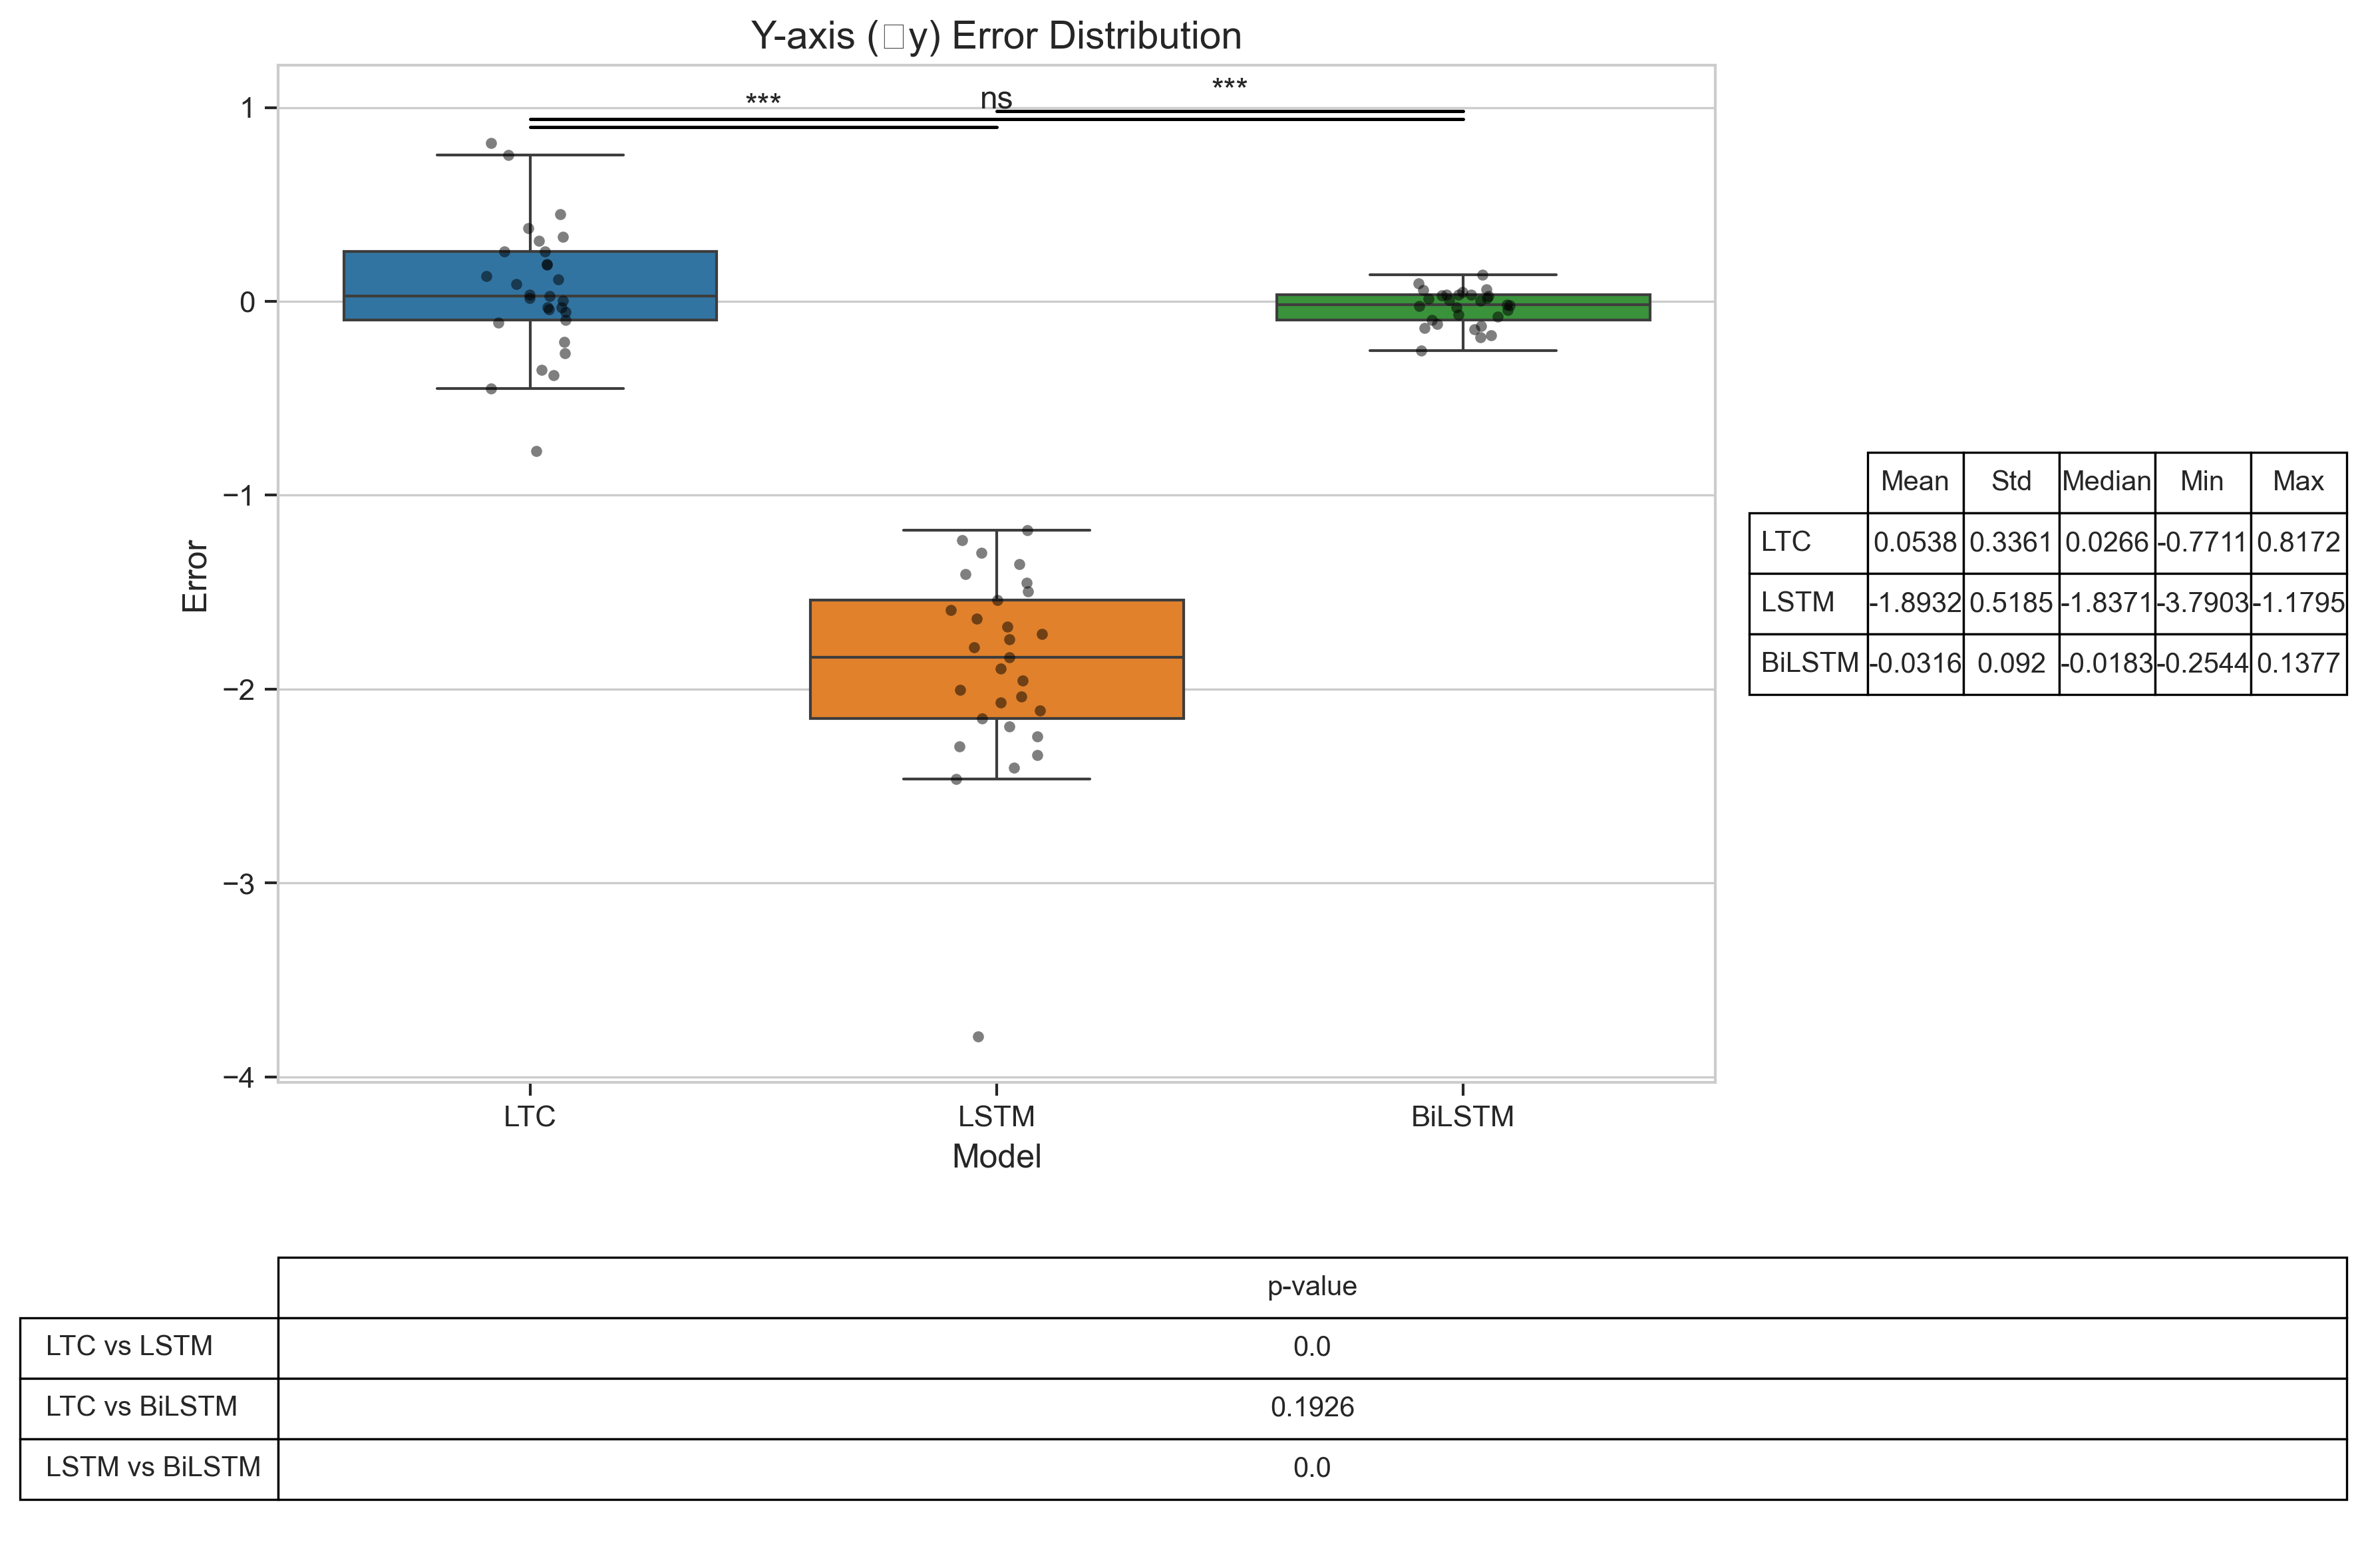 Y-axis (□y) Error Distribution
***
ns
***
1
0
−1
−2
−3
−4
Error
LTC
LSTM
BiLSTM
Model
Mean Std Median Min Max
LTC 0.0538 0.3361 0.0266 -0.7711 0.8172
LSTM -1.8932 0.5185 -1.8371 -3.7903 -1.1795
BiLSTM -0.0316 0.092 -0.0183 -0.2544 0.1377
p-value
LTC vs LSTM 0.0
LTC vs BiLSTM 0.1926
LSTM vs BiLSTM 0.0